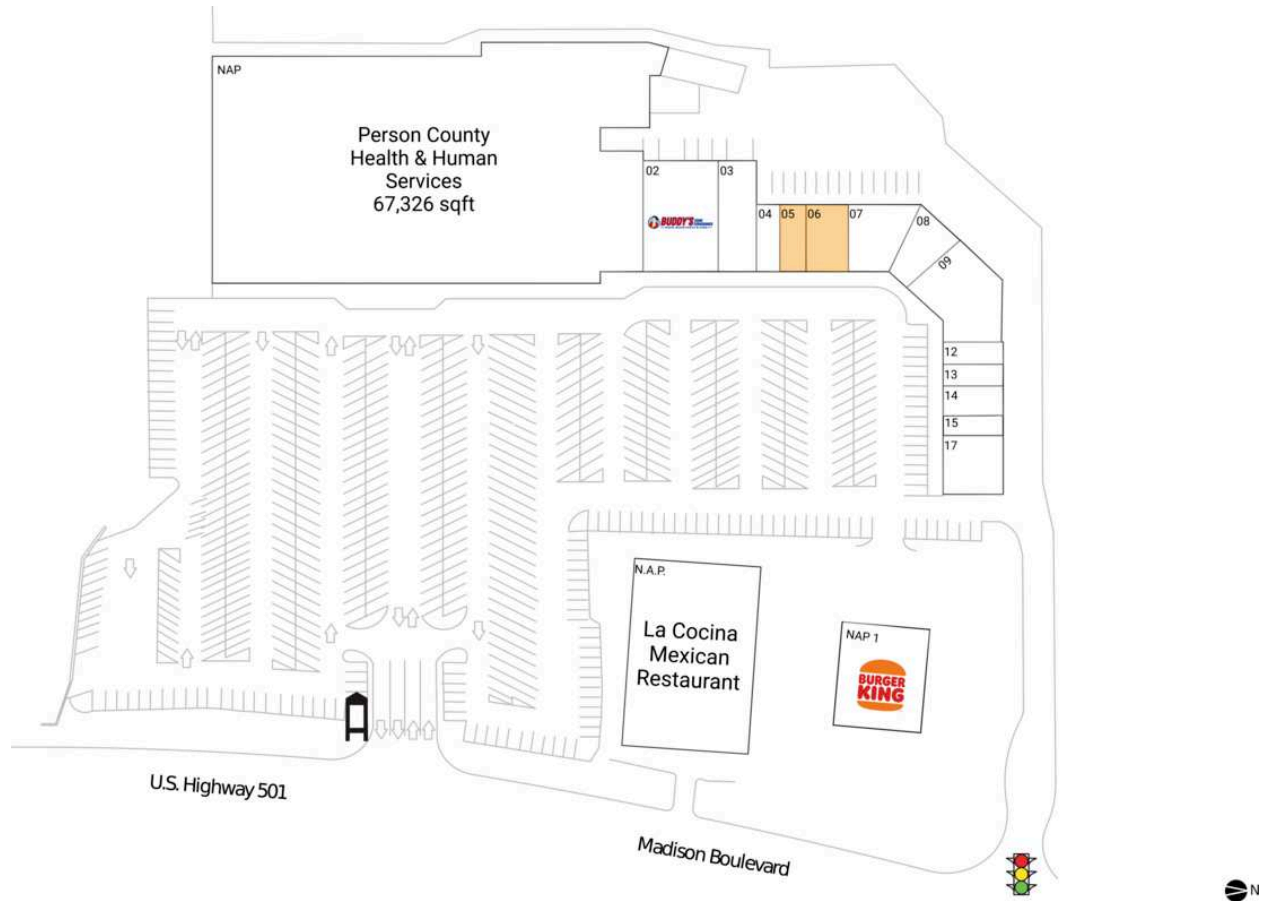 NAP
Person County
Health & Human
Services
67,326 sqft
02
BUDDY'S
03
04
05
06
07
08
09
12
13
14
15
17
N.A.P.
La Cocina
Mexican
Restaurant
NAP 1
BURGER
KING
U.S. Highway 501
Madison Boulevard
N